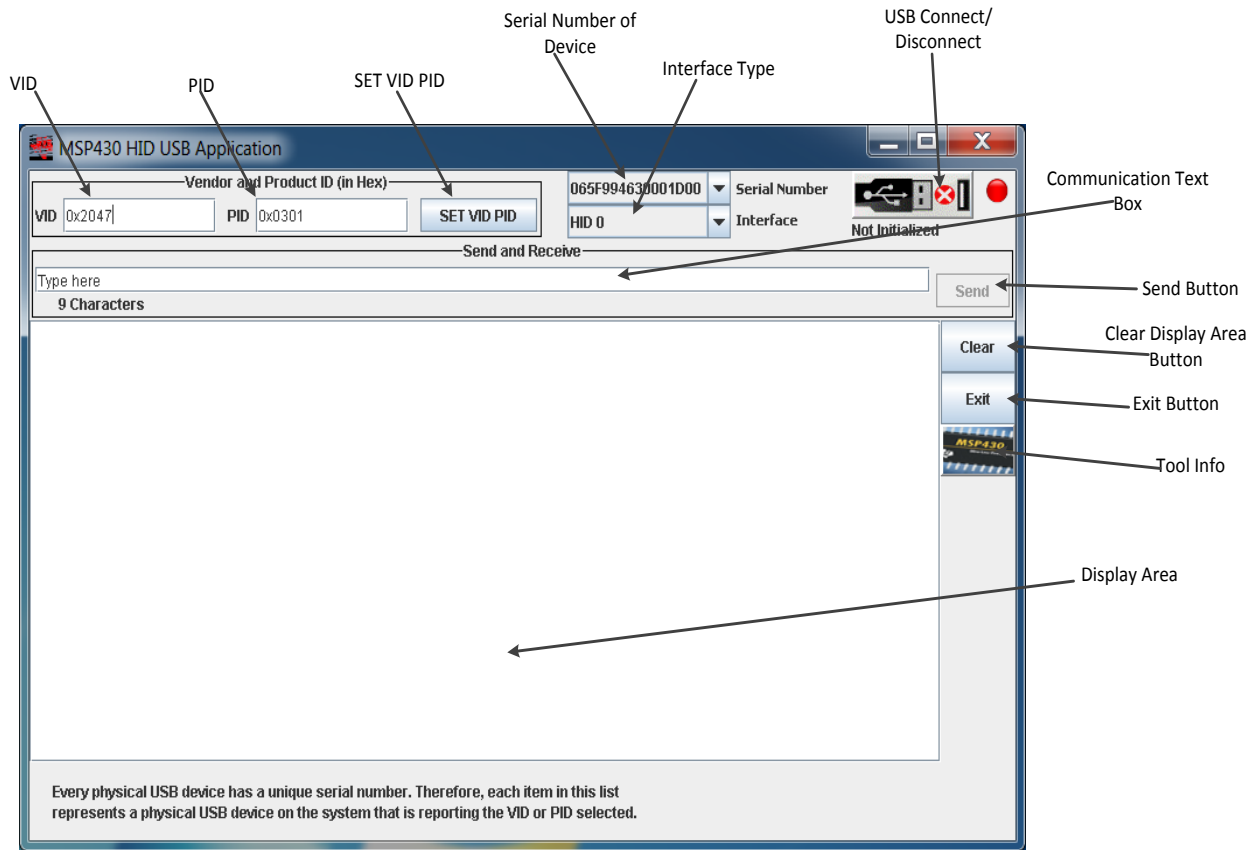 Serial Number of
Device
USB Connect/
Disconnect
Interface Type
VID
PID
SET VID PID
MSP430 HID USB Application
Vendor and Product ID (in Hex)
VID 0x2047 PID 0x0301 SET VID PID
065F994630001D00 Serial Number
HID 0 Interface
Not Initialized
Communication Text
Box
Send and Receive
Type here
9 Characters
Send
Send Button
Clear
Clear Display Area
Button
Exit
Exit Button
MSP430
Tool Info
Display Area
Every physical USB device has a unique serial number. Therefore, each item in this list
represents a physical USB device on the system that is reporting the VID or PID selected.